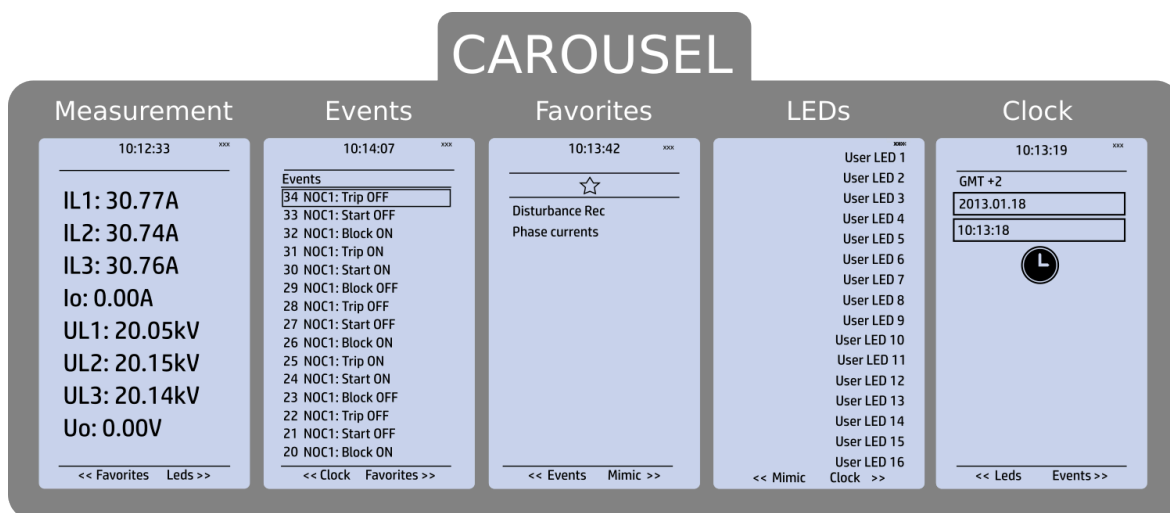 CAROUSEL
Measurement
10:12:33 xxx
IL1: 30.77A
IL2: 30.74A
IL3: 30.76A
Io: 0.00A
UL1: 20.05kV
UL2: 20.15kV
UL3: 20.14kV
Uo: 0.00V
<< Favorites Leds >>
Events
10:14:07 xxx
Events
34 NOC1: Trip OFF
33 NOC1: Start OFF
32 NOC1: Block ON
31 NOC1: Trip ON
30 NOC1: Start ON
29 NOC1: Block OFF
28 NOC1: Trip OFF
27 NOC1: Start OFF
26 NOC1: Block ON
25 NOC1: Trip ON
24 NOC1: Start ON
23 NOC1: Block OFF
22 NOC1: Trip OFF
21 NOC1: Start OFF
20 NOC1: Block ON
<< Clock Favorites >>
Favorites
10:13:42 xxx
Disturbance Rec
Phase currents
<< Events Mimic >>
LEDs
User LED 1
User LED 2
User LED 3
User LED 4
User LED 5
User LED 6
User LED 7
User LED 8
User LED 9
User LED 10
User LED 11
User LED 12
User LED 13
User LED 14
User LED 15
User LED 16
<< Mimic Clock >>
Clock
10:13:19 xxx
GMT +2
2013.01.18
10:13:18
<< Leds Events >>